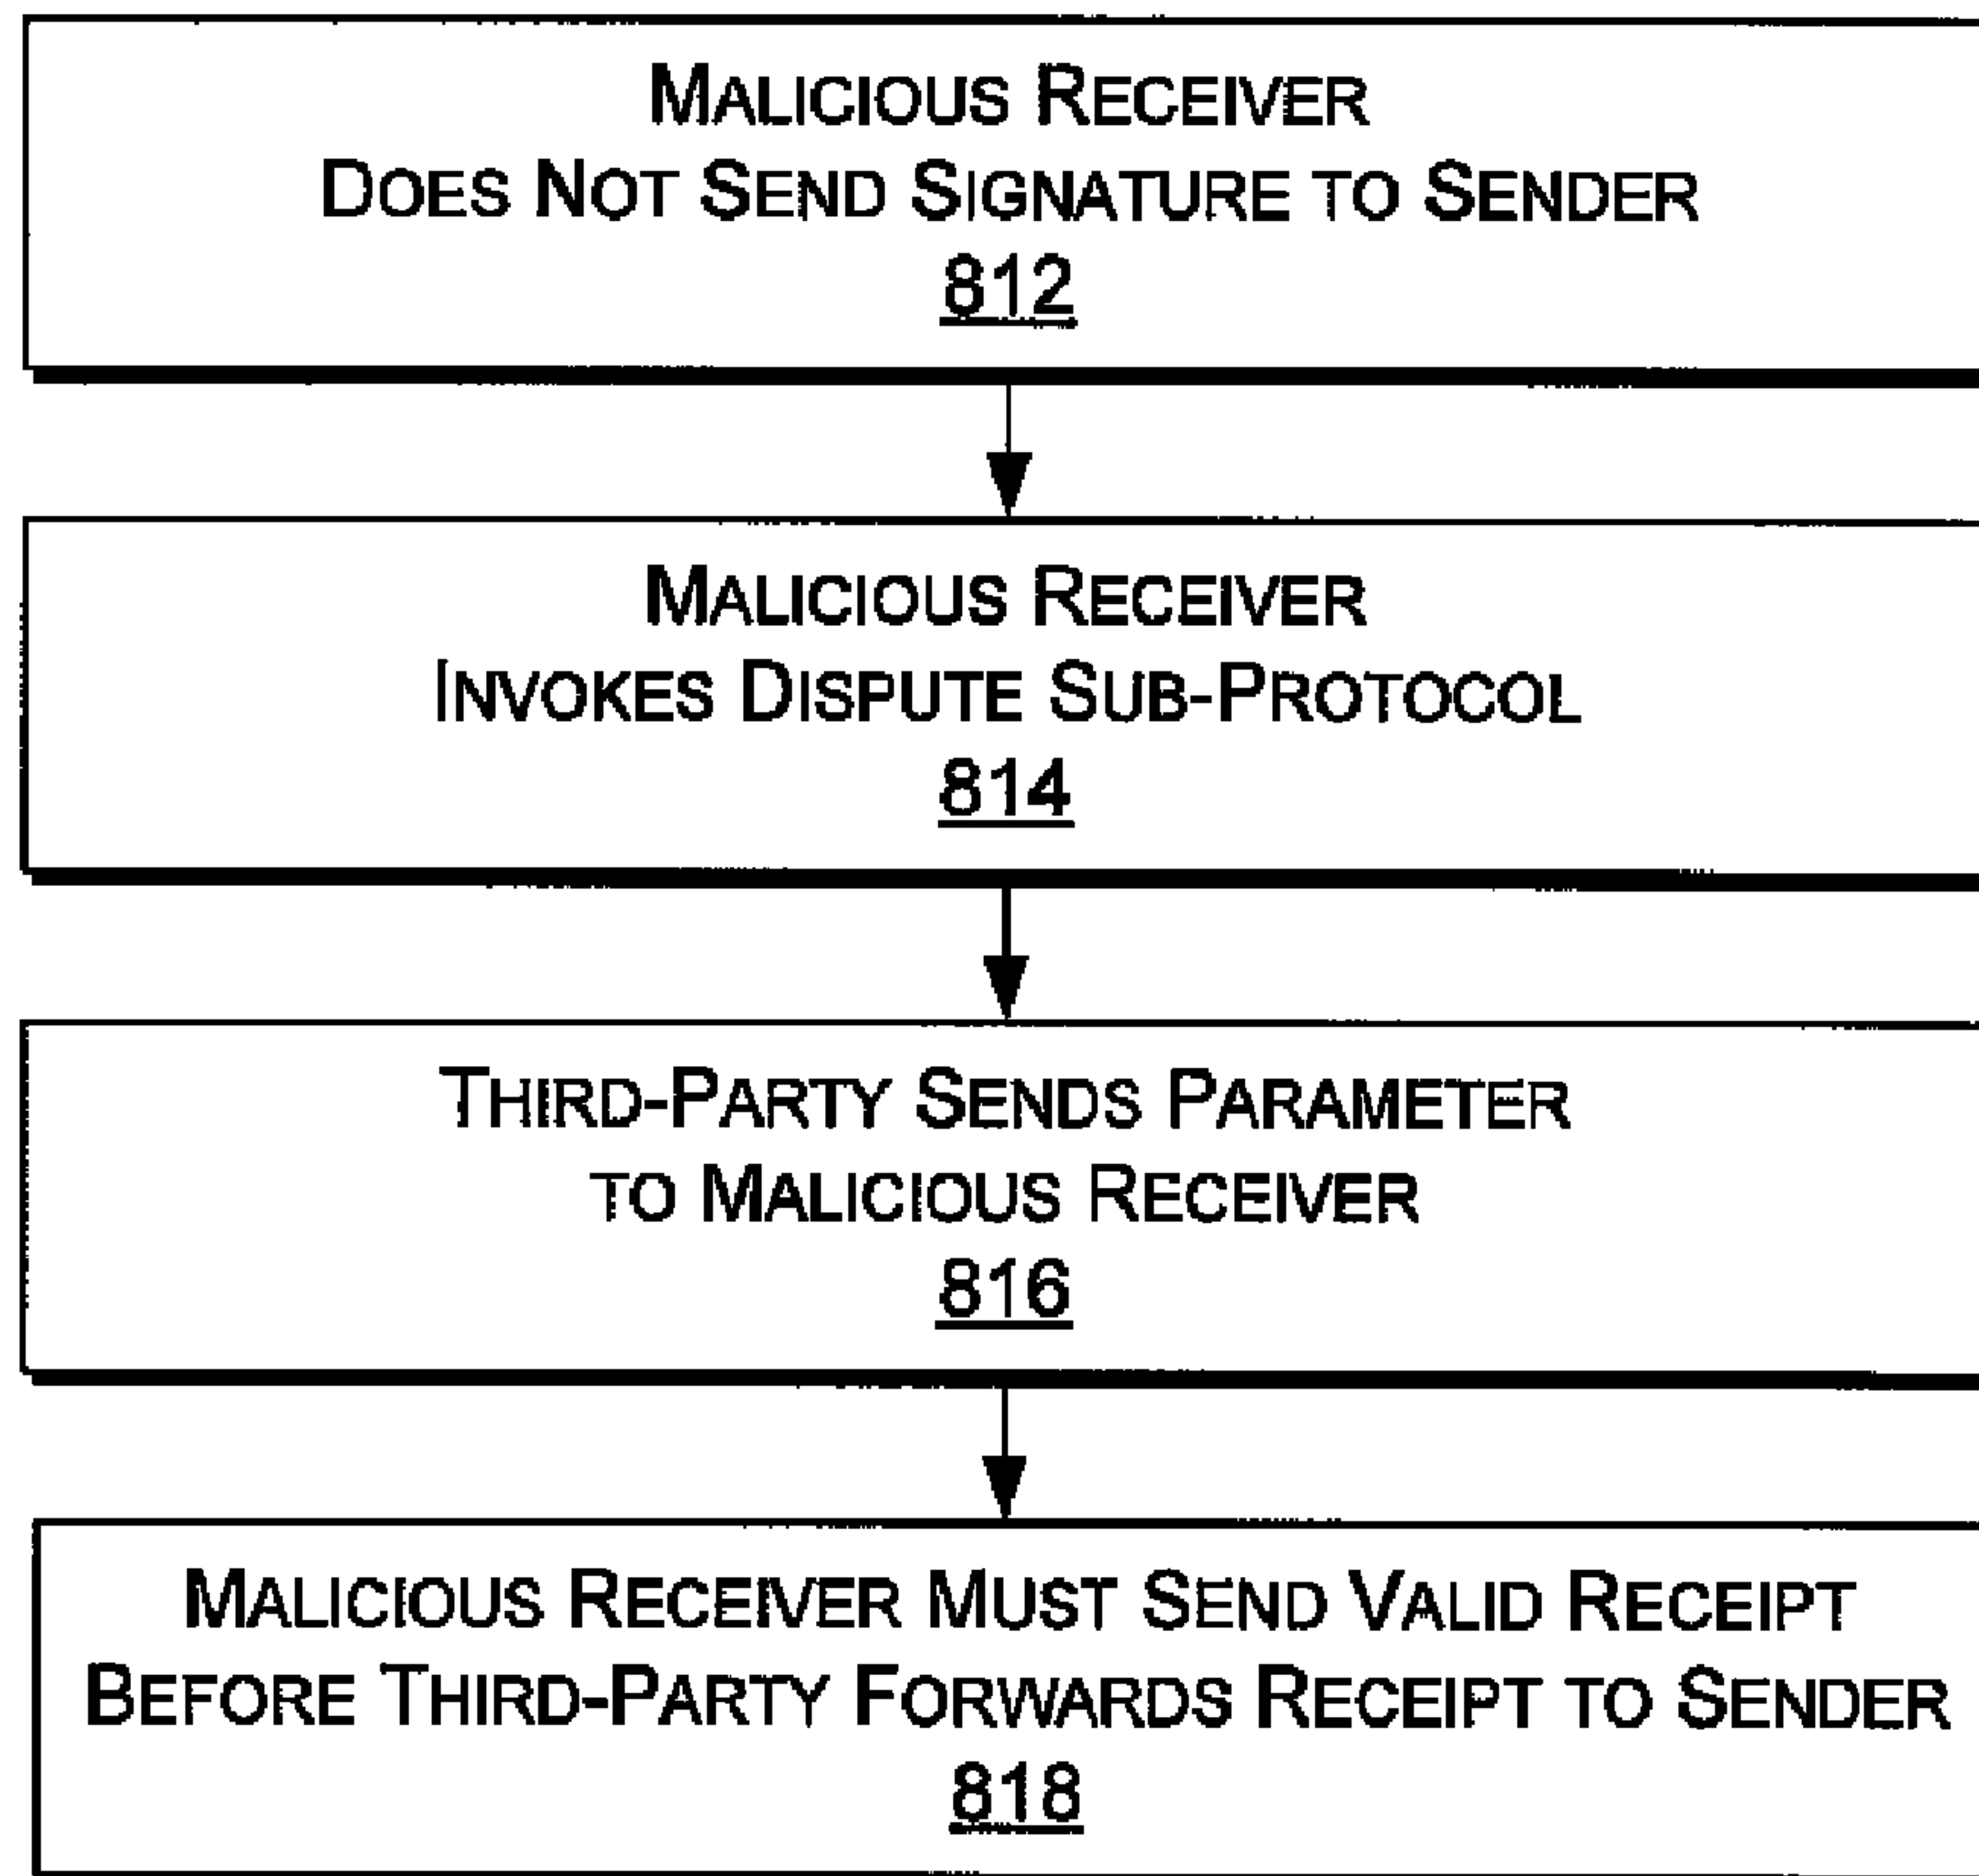 MALICIOUS RECEIVER
DOES NOT SEND SIGNATURE TO SENDER
812
MALICIOUS RECEIVER
INVOKES DISPUTE SUB-PROTOCOL
814
THIRD-PARTY SENDS PARAMETER
TO MALICIOUS RECEIVER
816
MALICIOUS RECEIVER MUST SEND VALID RECEIPT
BEFORE THIRD-PARTY FORWARDS RECEIPT TO SENDER
818